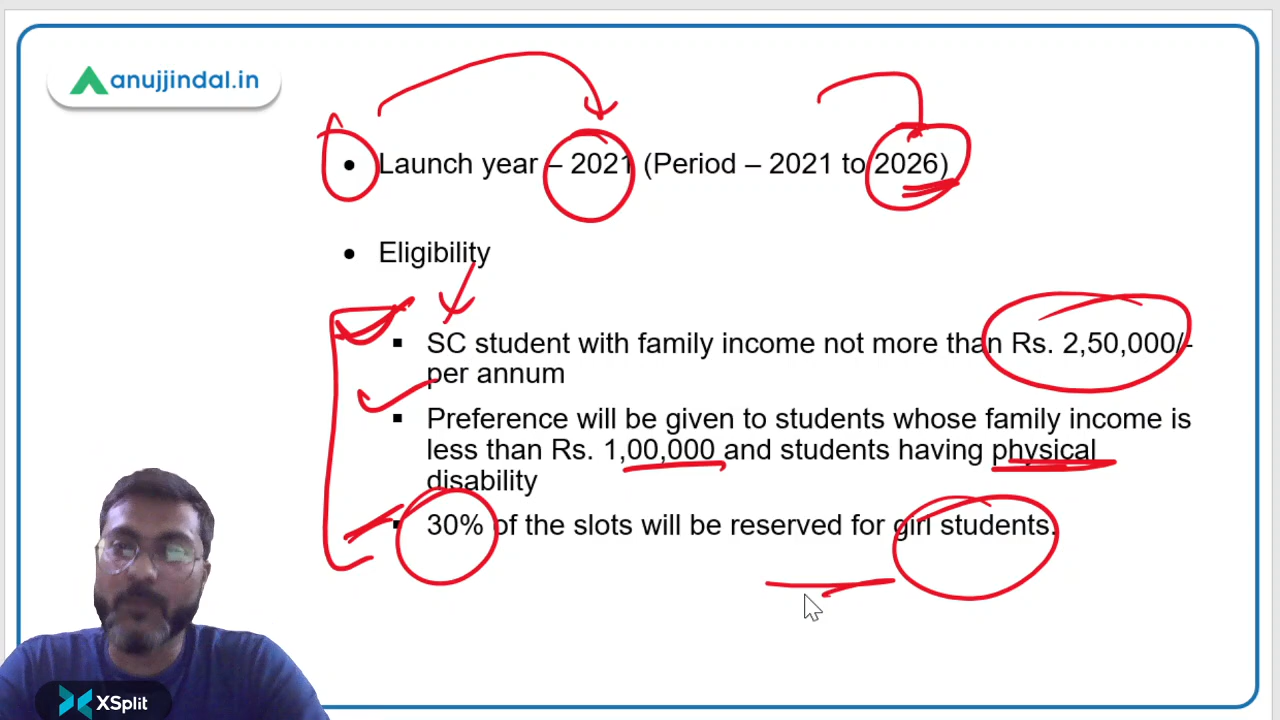 anujjindal.in
• Launch year – 2021 (Period – 2021 to 2026)
• Eligibility
▪ SC student with family income not more than Rs. 2,50,000/-
per annum
▪ Preference will be given to students whose family income is
less than Rs. 1,00,000 and students having physical
disability
▪ 30% of the slots will be reserved for girl students.
XSplit